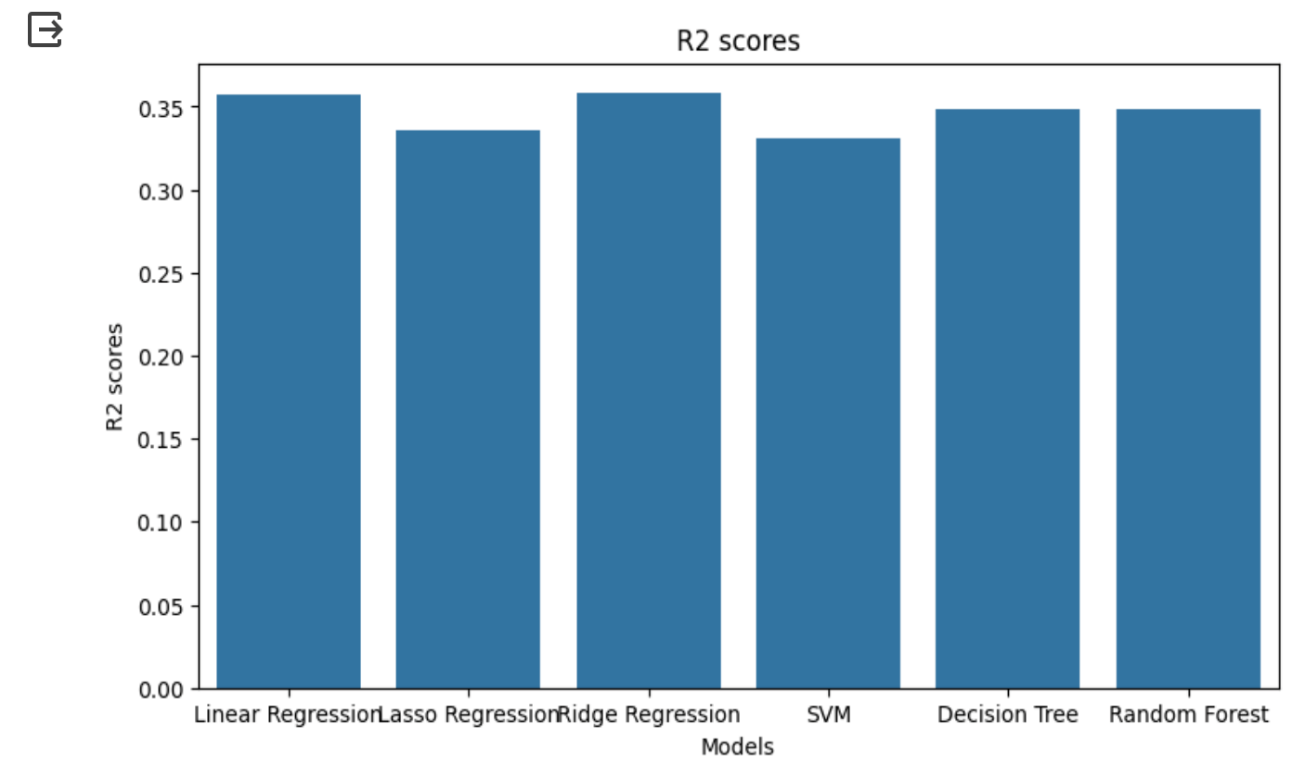 R2 scores
0.35
0.30
0.25
0.20
0.15
0.10
0.05
0.00
R2 scores
Linear Regression Lasso Regression Ridge Regression SVM Decision Tree Random Forest
Models